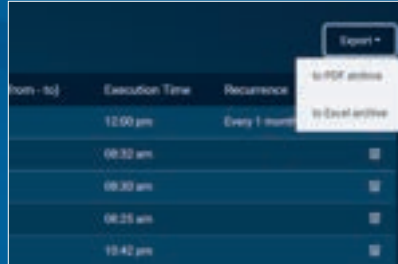 Export
to PDF archive
from - to) Execution Time Recurrence
to Excel archive
12:00 pm Every 1 month
08:32 am
08:30 am
08:25 am
10:42 pm